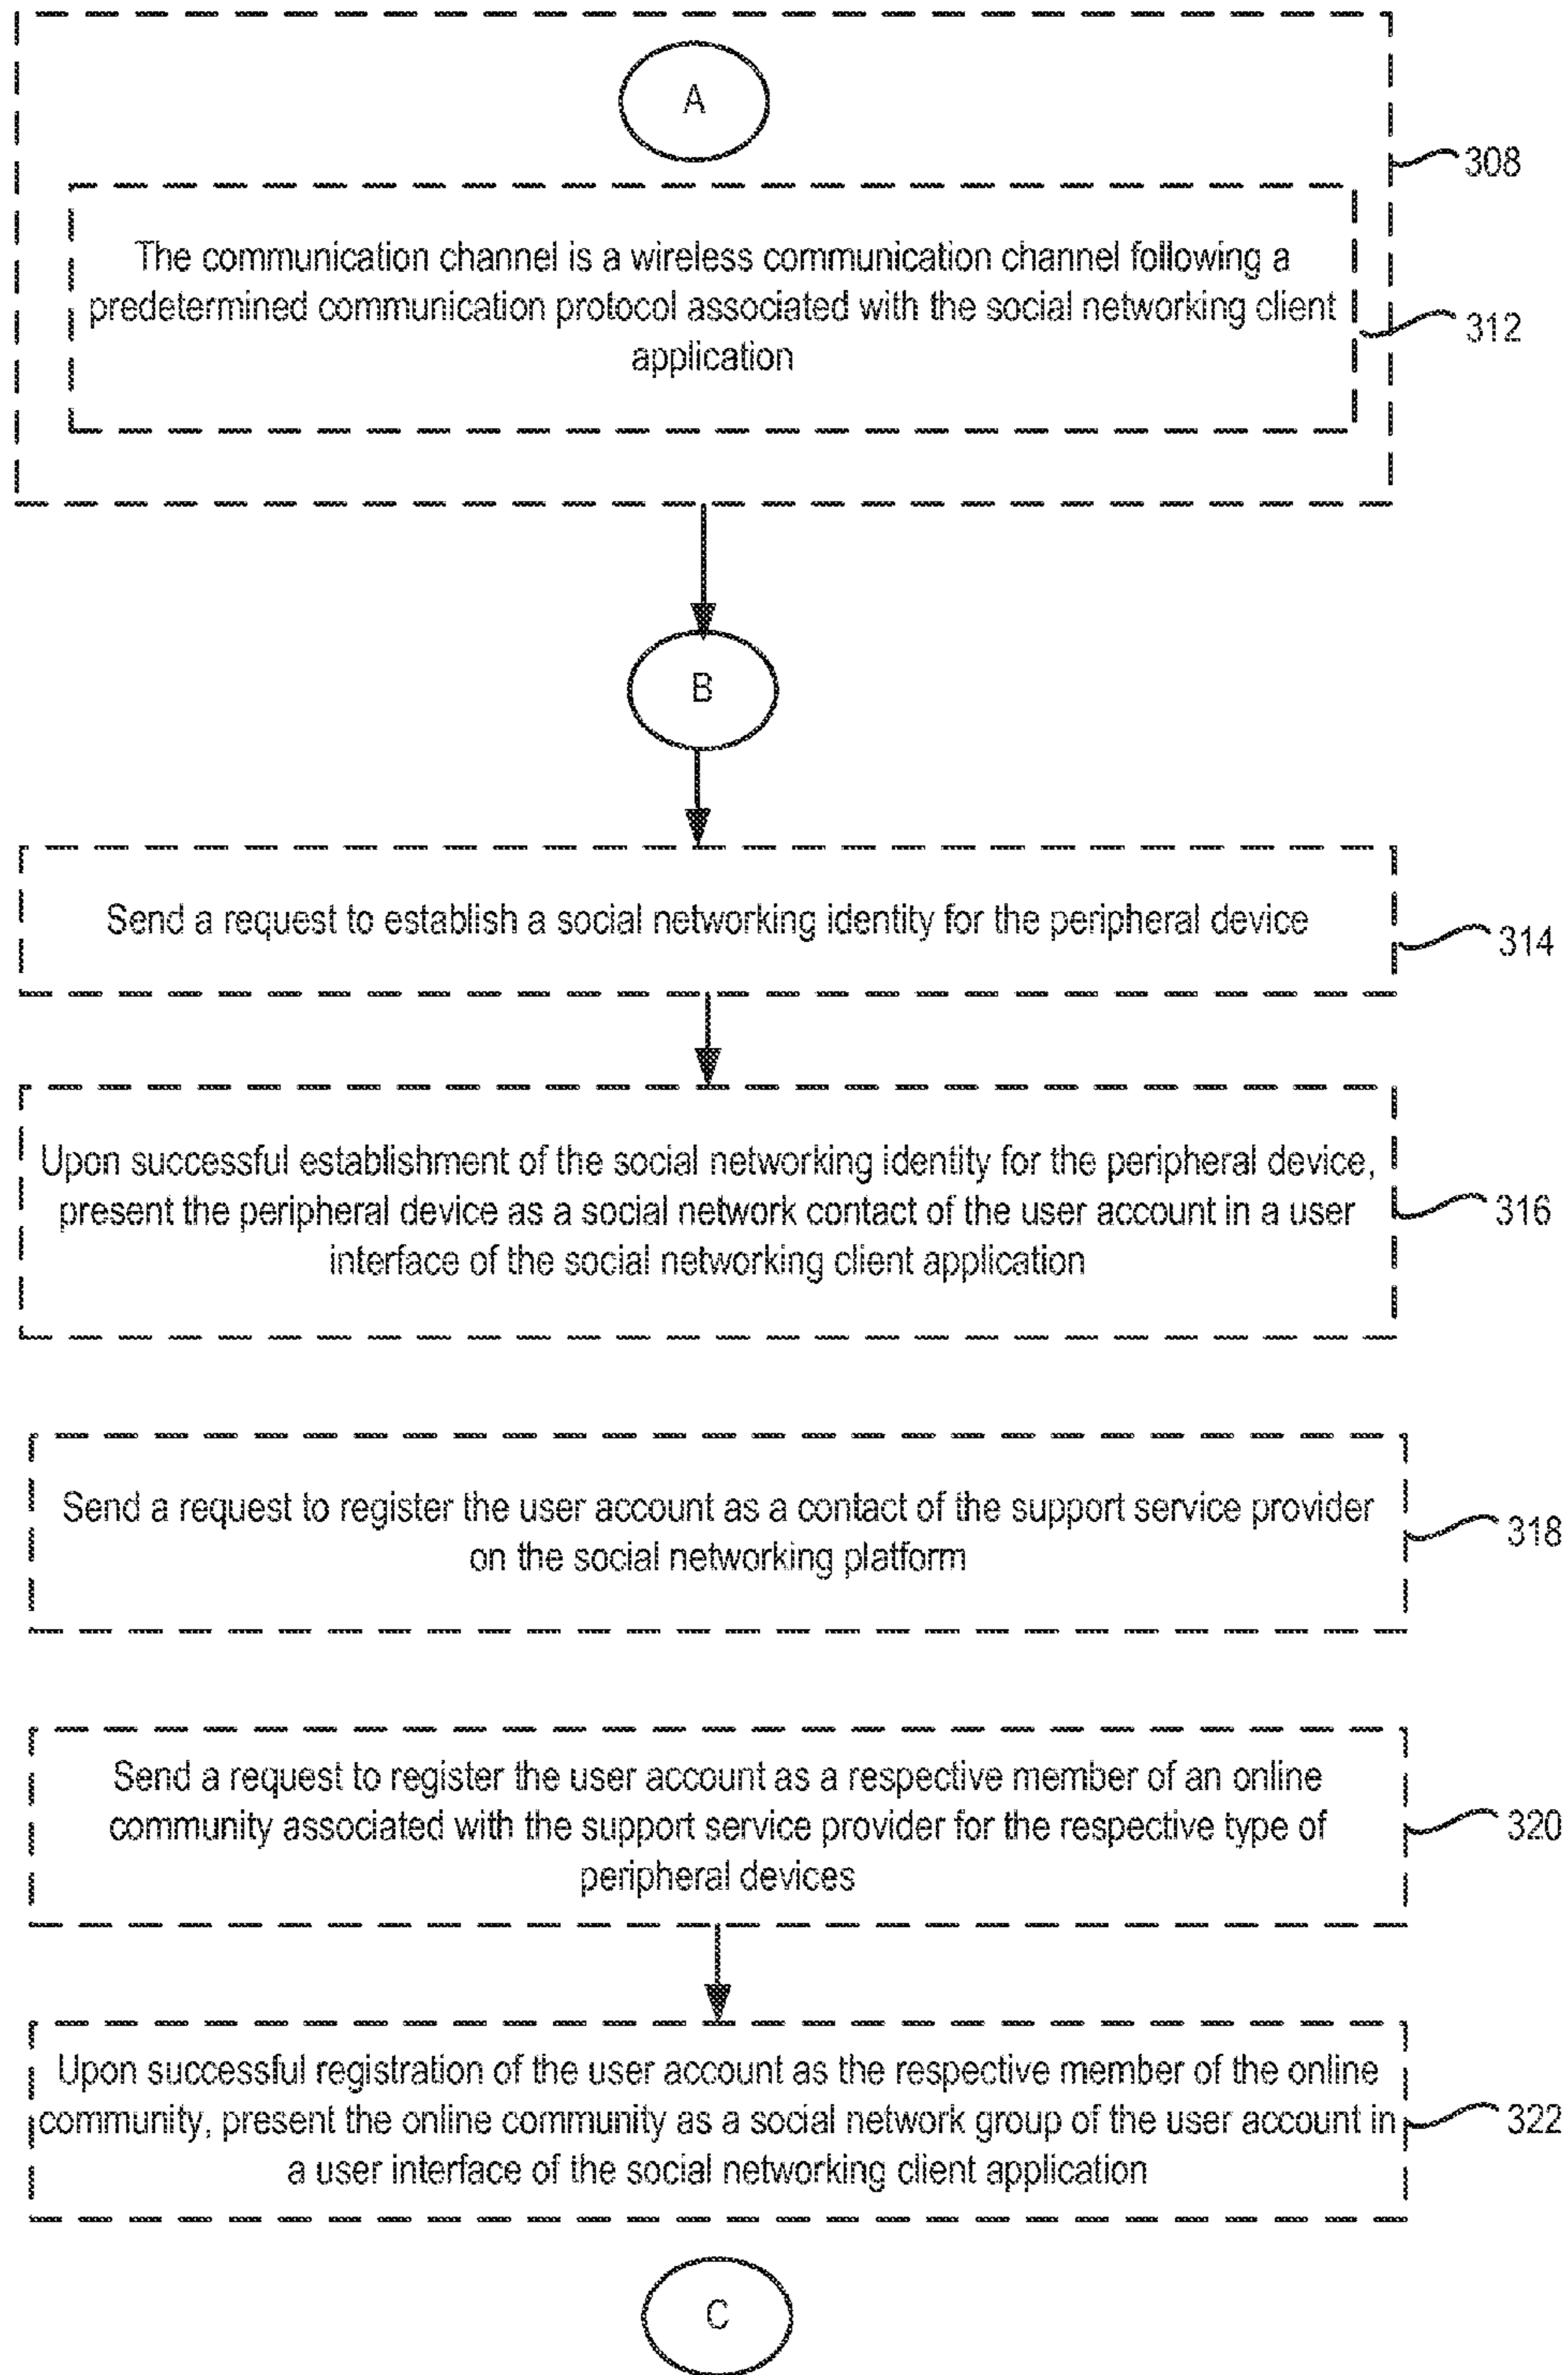 A
308
The communication channel is a wireless communication channel following a
predetermined communication protocol associated with the social networking client
application
312
B
Send a request to establish a social networking identity for the peripheral device
314
Upon successful establishment of the social networking identity for the peripheral device,
present the peripheral device as a social network contact of the user account in a user
interface of the social networking client application
316
Send a request to register the user account as a contact of the support service provider
on the social networking platform
318
Send a request to register the user account as a respective member of an online
community associated with the support service provider for the respective type of
peripheral devices
320
Upon successful registration of the user account as the respective member of the online
community, present the online community as a social network group of the user account in
a user interface of the social networking client application
322
C